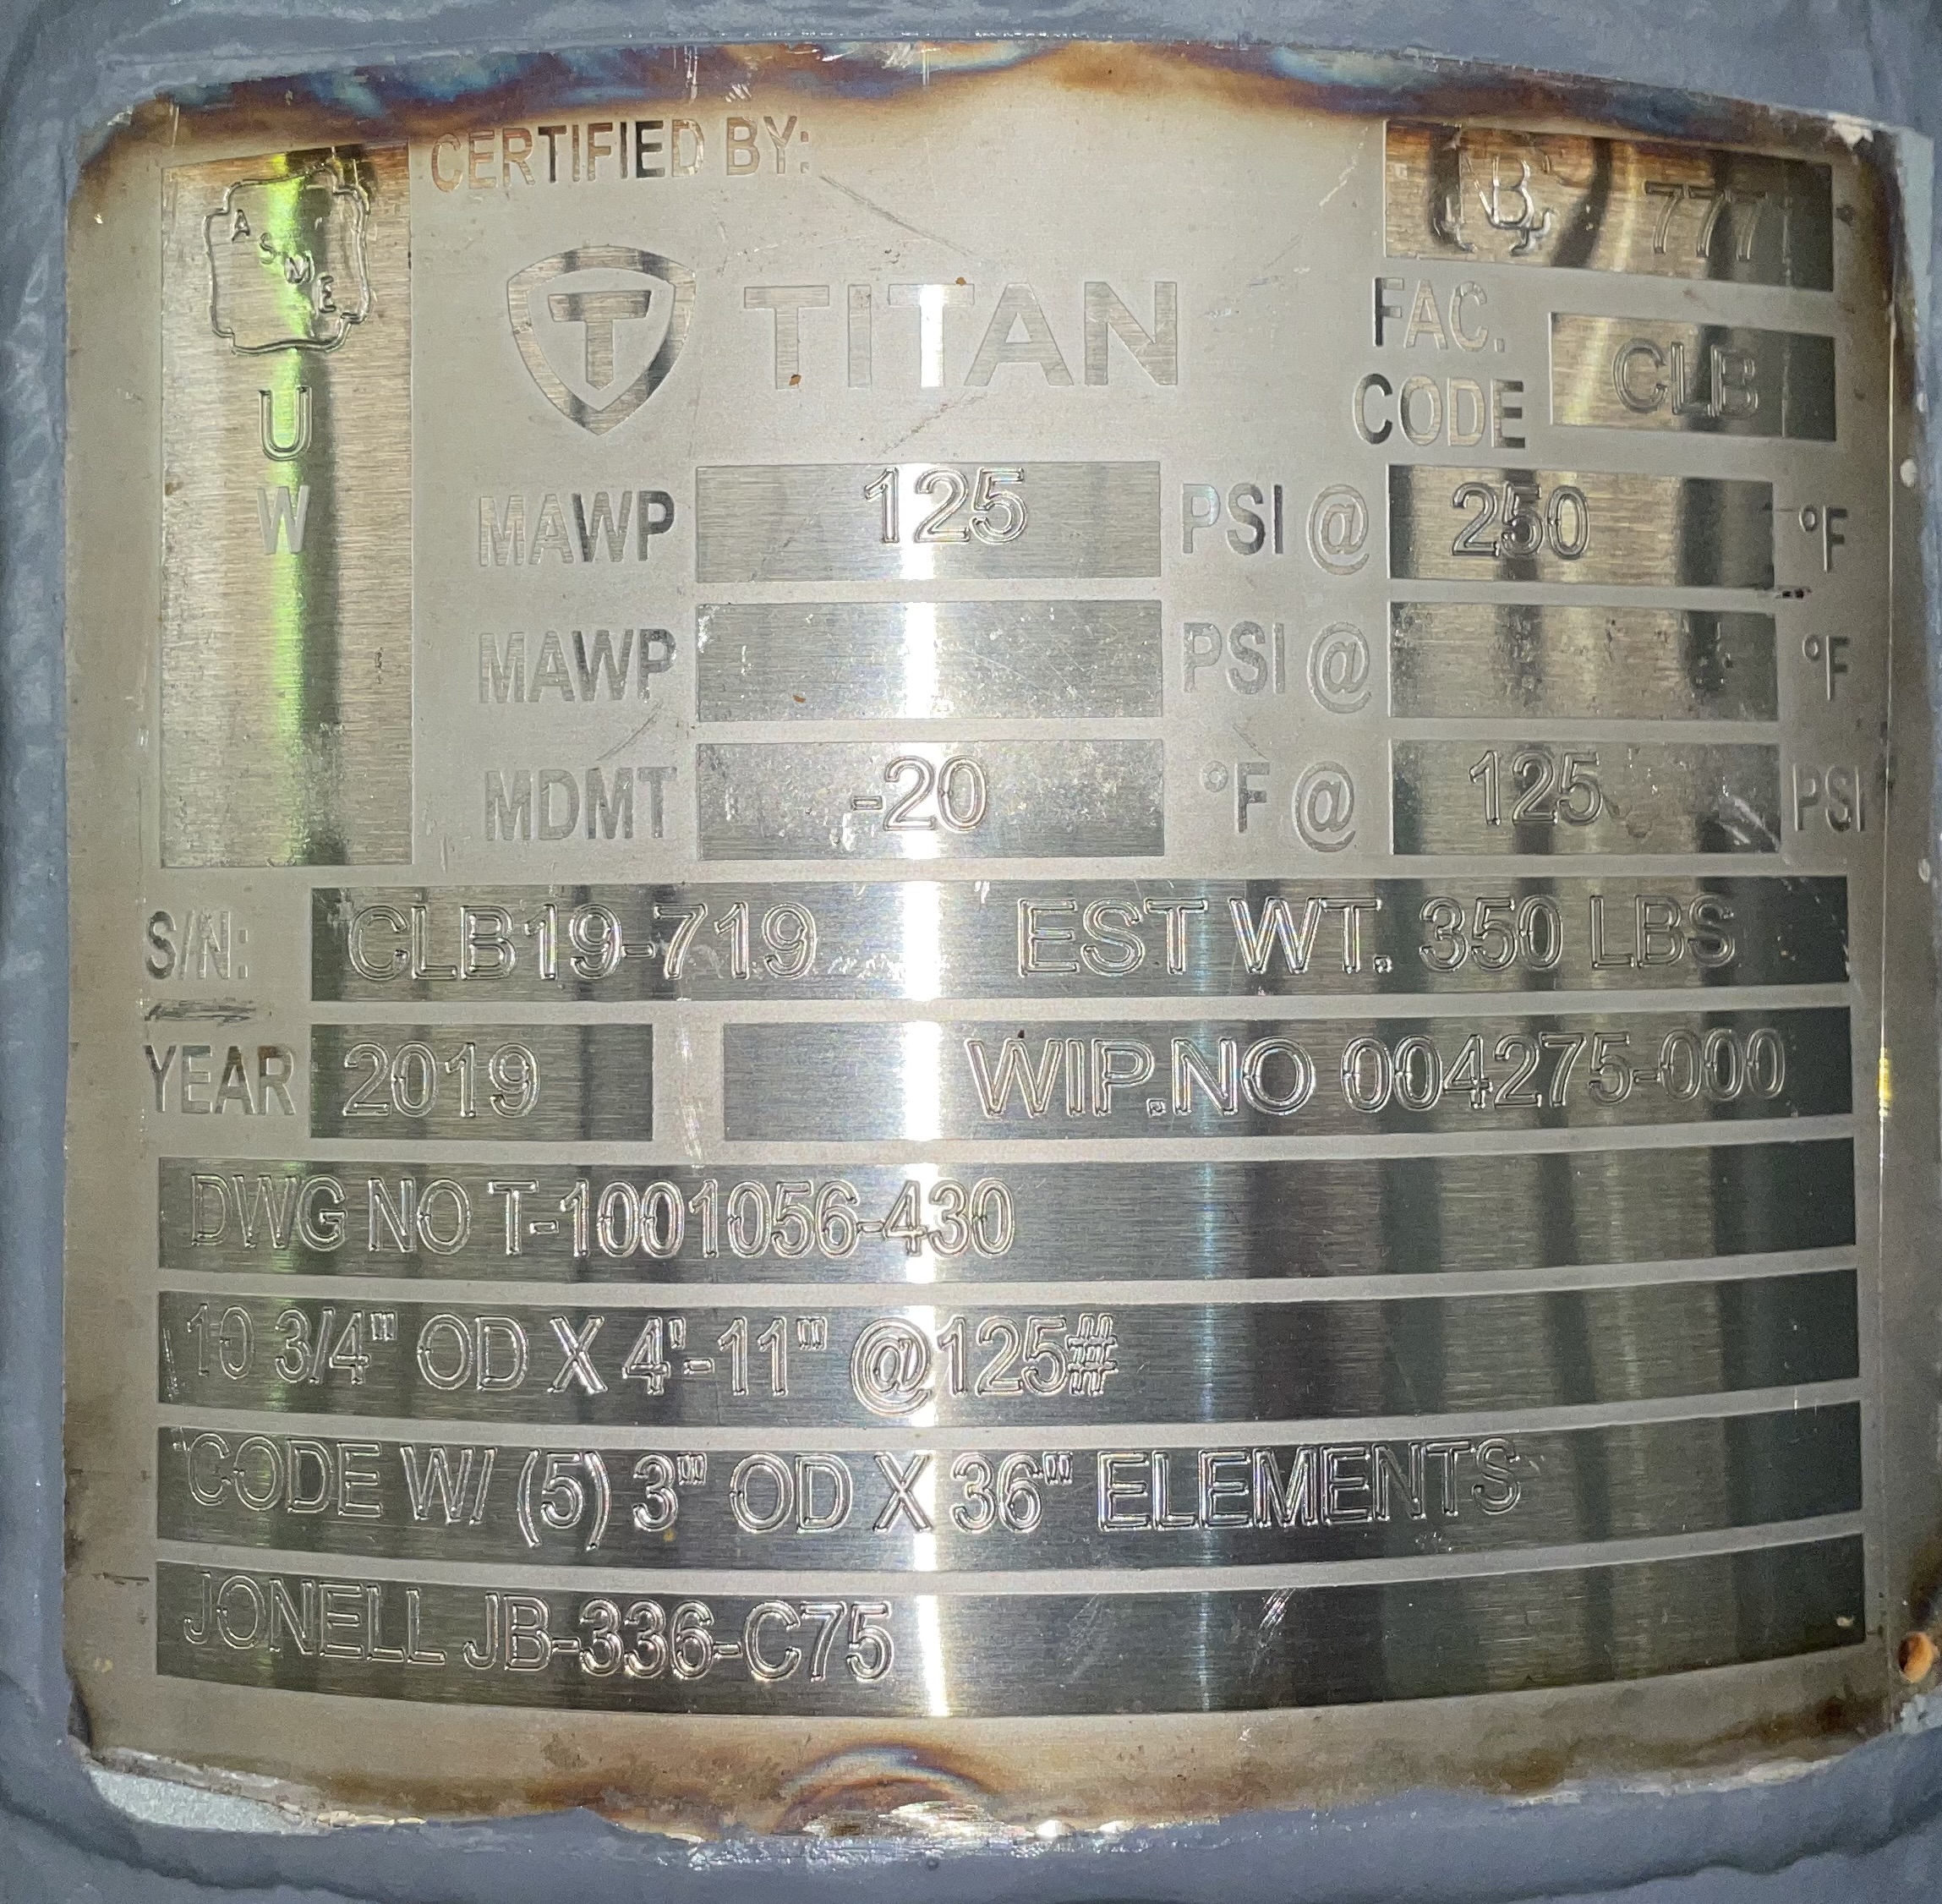 CERTIFIED BY:
ASME
U
W
T TITAN
NB 777
FAC. CODE CLB
MAWP 125 PSI @ 250 °F
MAWP PSI @ °F
MDMT -20 °F @ 125 PSI
S/N: CLB19-719 EST WT. 350 LBS
YEAR 2019 WIP.NO 004275-000
DWG NO T-1001056-430
10 3/4" OD X 4'-11" @125#
CODE W/ (5) 3" OD X 36" ELEMENTS
JONELL JB-336-C75